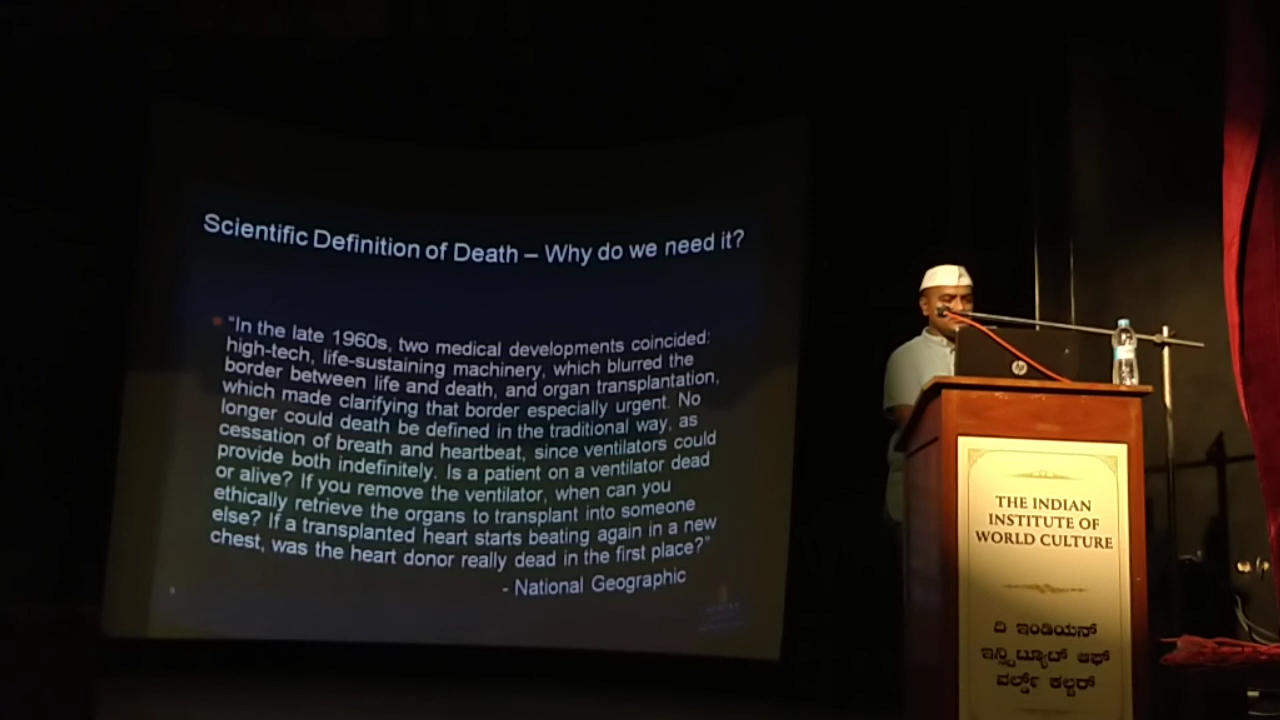 Scientific Definition of Death – Why do we need it?
“In the late 1960s, two medical developments coincided:
high-tech, life-sustaining machinery, which blurred the
border between life and death, and organ transplantation,
which made clarifying that border especially urgent. No
longer could death be defined in the traditional way, as
cessation of breath and heartbeat, since ventilators could
provide both indefinitely. Is a patient on a ventilator dead
or alive? If you remove the ventilator, when can you
ethically retrieve the organs to transplant into someone
else? If a transplanted heart starts beating again in a new
chest, was the heart donor really dead in the first place?”
- National Geographic
hp
THE INDIAN
INSTITUTE OF
WORLD CULTURE
ದಿ ಇಂಡಿಯನ್
ಇನ್ಸ್ಟಿಟ್ಯೂಟ್ ಆಫ್
ವರ್ಲ್ಡ್ ಕಲ್ಚರ್